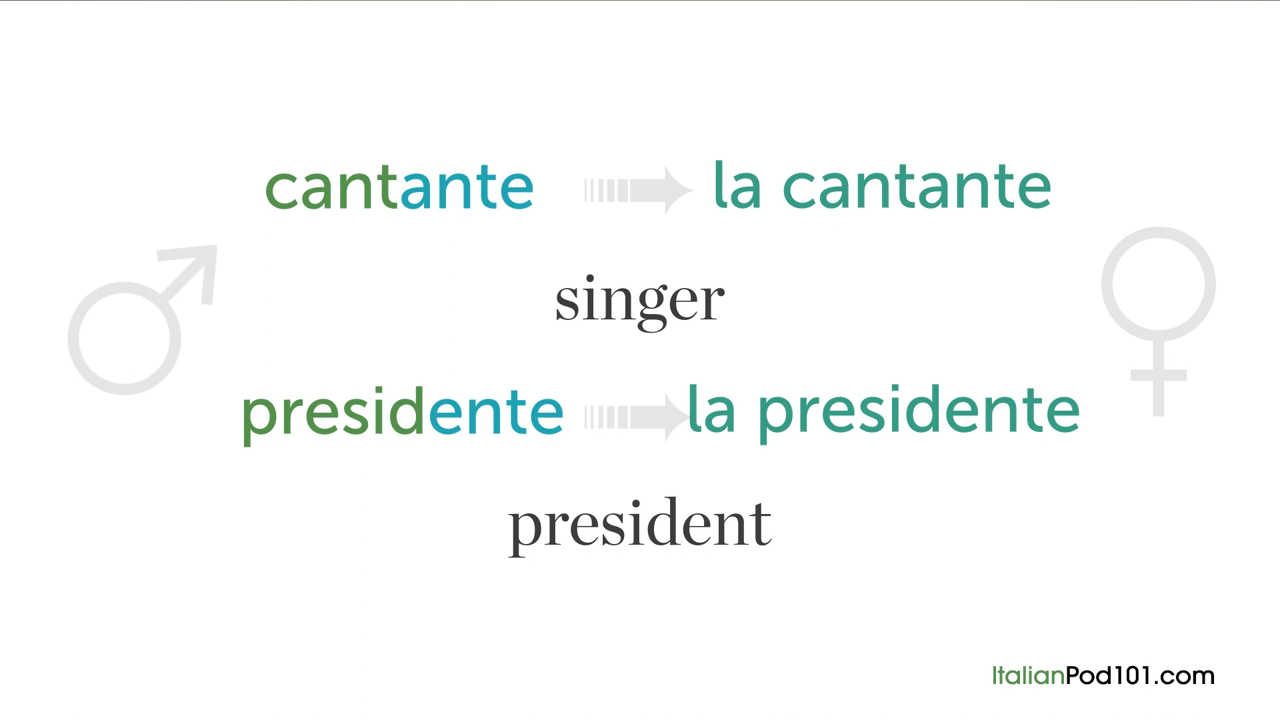 cantante la cantante
singer
presidente la presidente
president
ItalianPod101.com